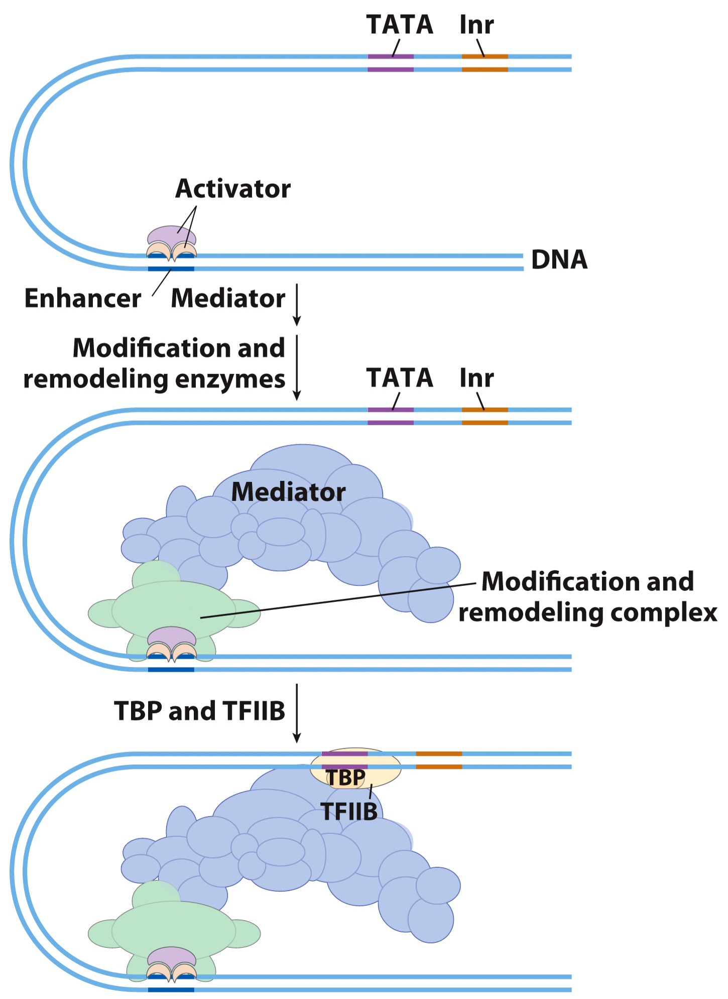 TATA Inr
Activator
DNA
Enhancer Mediator
Modification and
remodeling enzymes
TATA Inr
Mediator
Modification and
remodeling complex
TBP and TFIIB
TBP
TFIIB